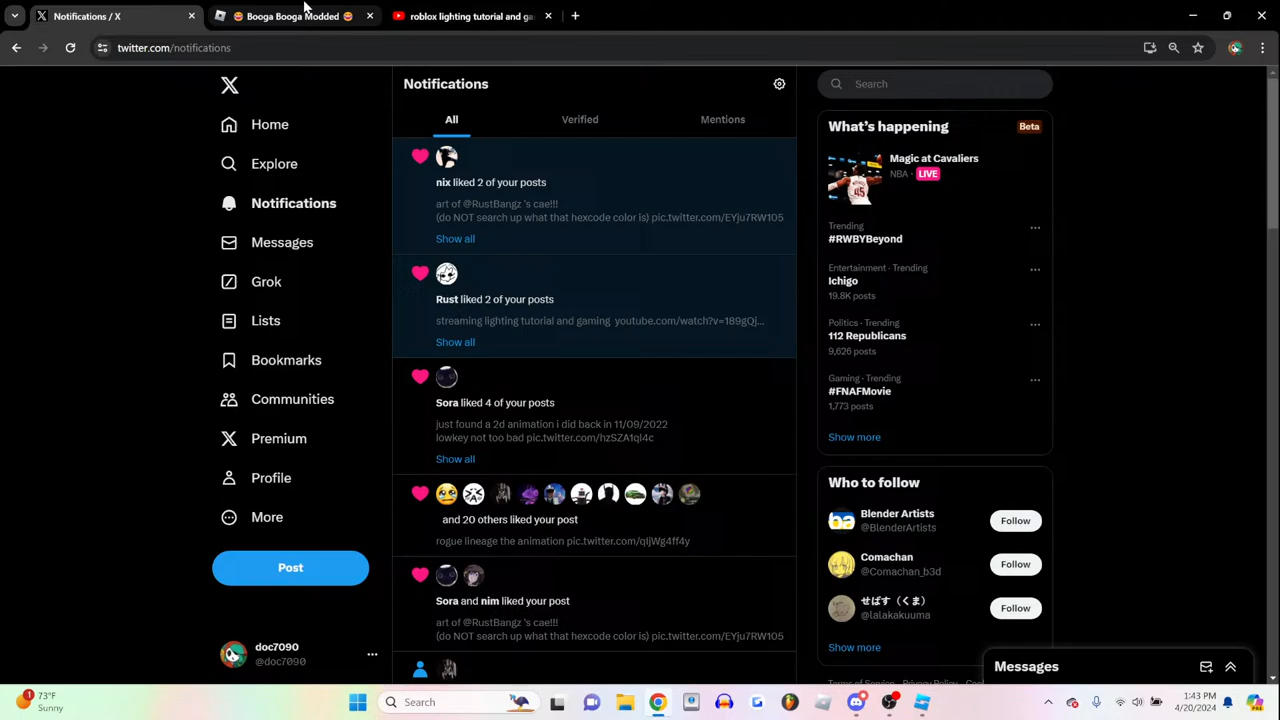 Notifications / X
Booga Booga Modded
roblox lighting tutorial and ga
twitter.com/notifications
Home
Explore
Notifications
Messages
Grok
Lists
Bookmarks
Communities
Premium
Profile
More
Post
doc7090
@doc7090
Notifications
All
Verified
Mentions
nix liked 2 of your posts
art of @RustBangz 's cae!!!
(do NOT search up what that hexcode color is) pic.twitter.com/EYju7RW105
Show all
Rust liked 2 of your posts
streaming lighting tutorial and gaming youtube.com/watch?v=189gQj...
Show all
Sora liked 4 of your posts
just found a 2d animation i did back in 11/09/2022
lowkey not too bad pic.twitter.com/hzSZA1ql4c
Show all
and 20 others liked your post
rogue lineage the animation pic.twitter.com/qIjWg4ff4y
Sora and nim liked your post
art of @RustBangz 's cae!!!
(do NOT search up what that hexcode color is) pic.twitter.com/EYju7RW105
Search
What's happening
Beta
Magic at Cavaliers
NBA · LIVE
Trending
#RWBYBeyond
Entertainment · Trending
Ichigo
19.8K posts
Politics · Trending
112 Republicans
9,626 posts
Gaming · Trending
#FNAFMovie
1,773 posts
Show more
Who to follow
Blender Artists
@BlenderArtists
Follow
Comachan
@Comachan_b3d
Follow
せばす（くま）
@lalakakuuma
Follow
Show more
Messages
73°F
Sunny
Search
1:43 PM
4/20/2024